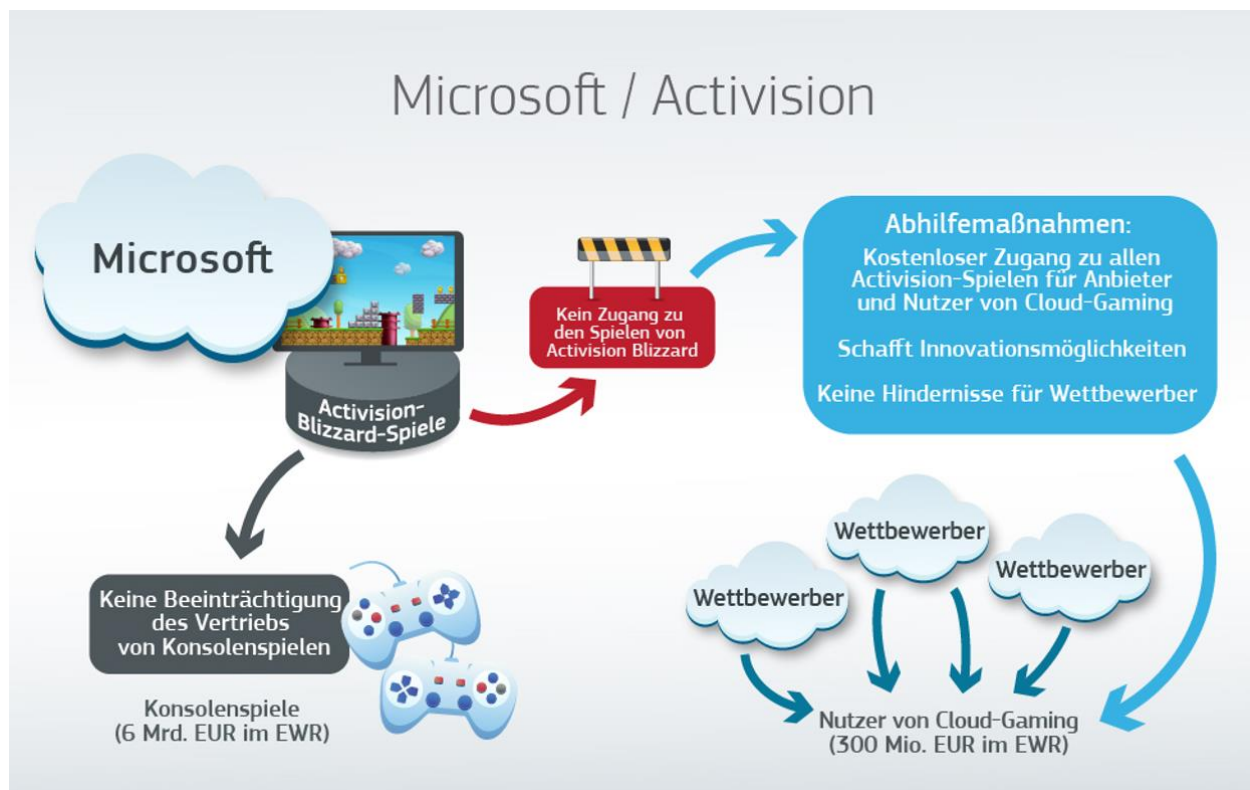 Microsoft / Activision
Microsoft
Activision-
Blizzard-Spiele
Kein Zugang zu
den Spielen von
Activision Blizzard
Abhilfemaßnahmen:
Kostenloser Zugang zu allen
Activision-Spielen für Anbieter
und Nutzer von Cloud-Gaming
Schafft Innovationsmöglichkeiten
Keine Hindernisse für Wettbewerber
Keine Beeinträchtigung
des Vertriebs
von Konsolenspielen
Konsolenspiele
(6 Mrd. EUR im EWR)
Wettbewerber
Wettbewerber
Wettbewerber
Nutzer von Cloud-Gaming
(300 Mio. EUR im EWR)